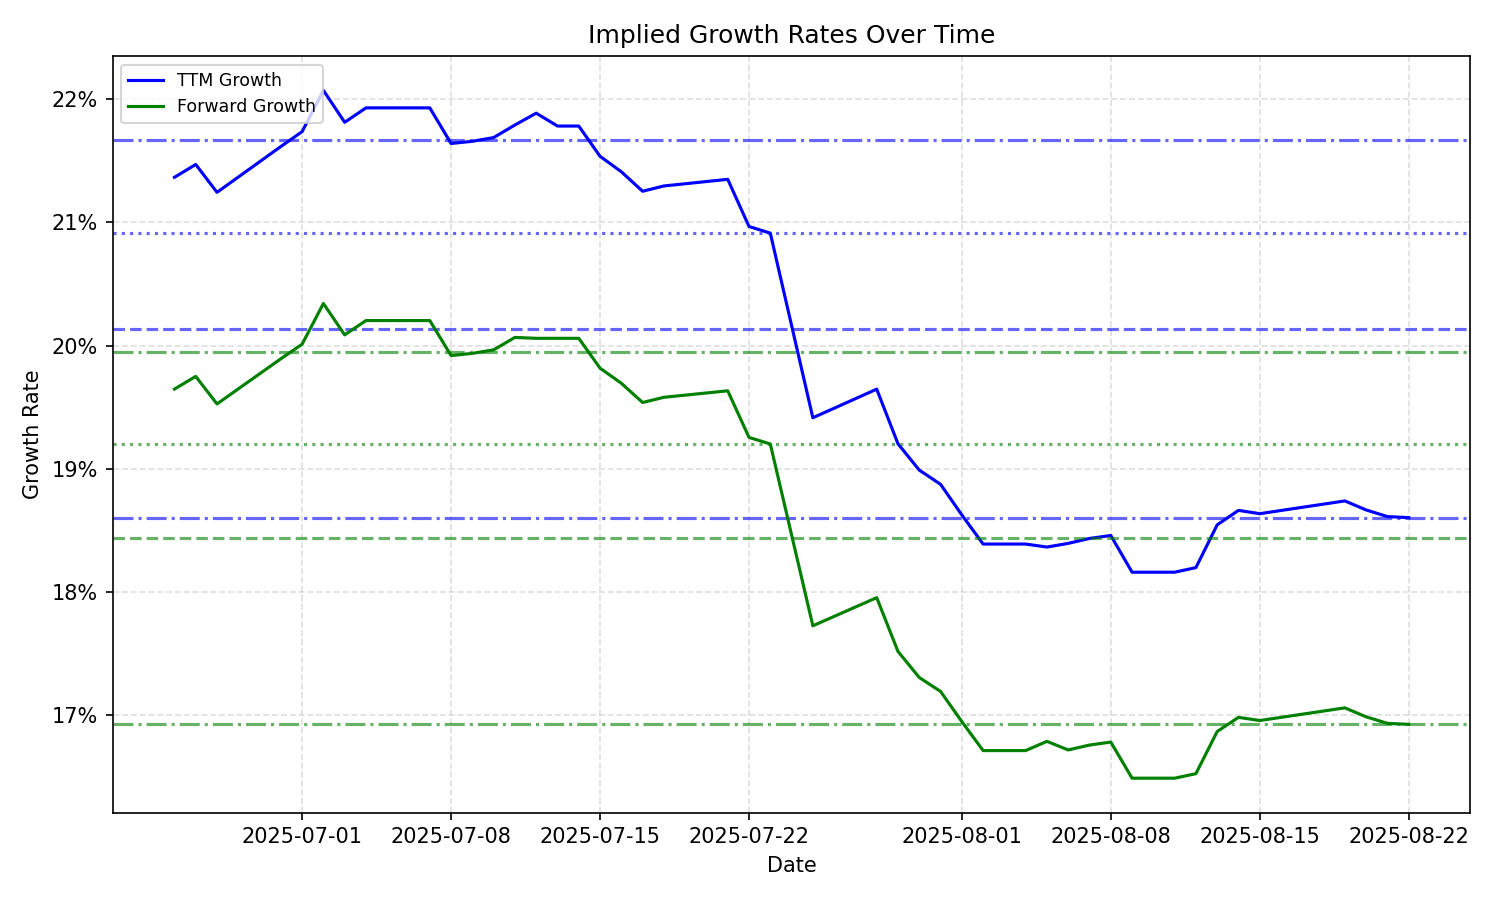 Implied Growth Rates Over Time
TTM Growth
Forward Growth
22%
21%
20%
19%
18%
17%
Growth Rate
2025-07-01 2025-07-08 2025-07-15 2025-07-22 2025-08-01 2025-08-08 2025-08-15 2025-08-22
Date